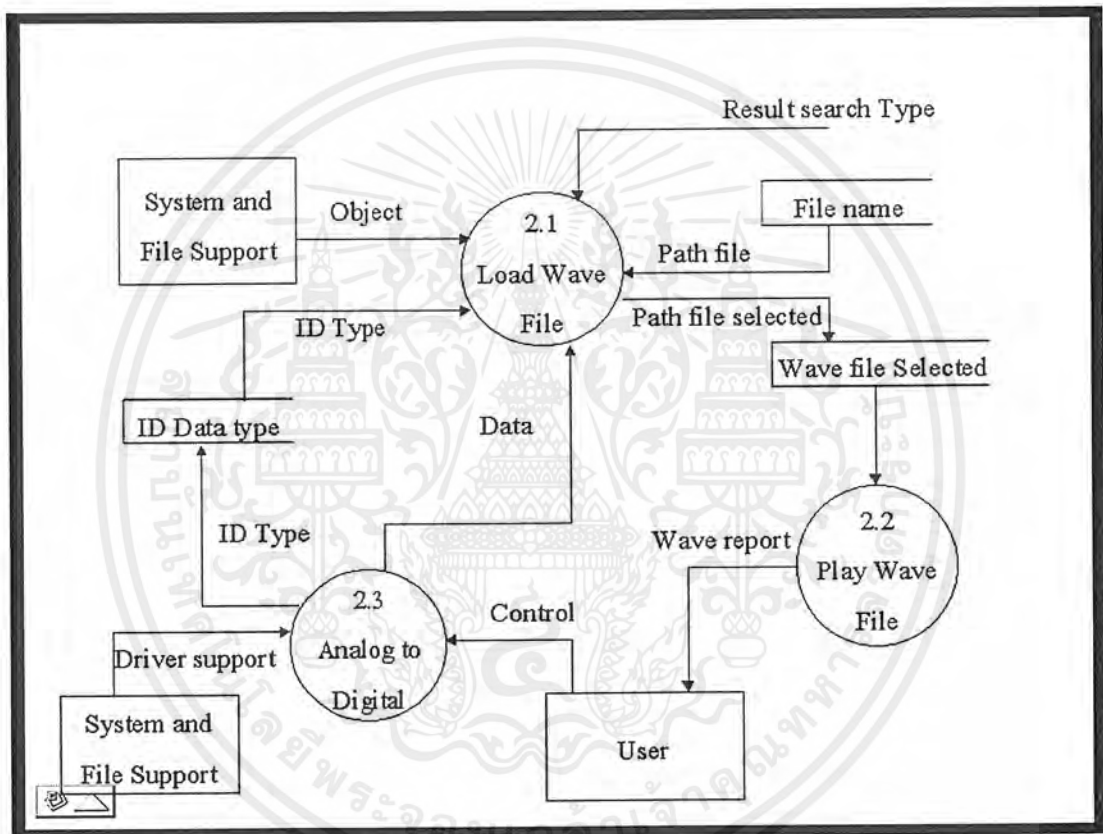 Result search Type
System and
File Support
Object
2.1
Load Wave
File
File name
Path file
Path file selected
ID Type
Wave file Selected
ID Data type
Data
ID Type
2.2
Play Wave
File
Wave report
2.3
Analog to
Digital
Control
Driver support
System and
File Support
User